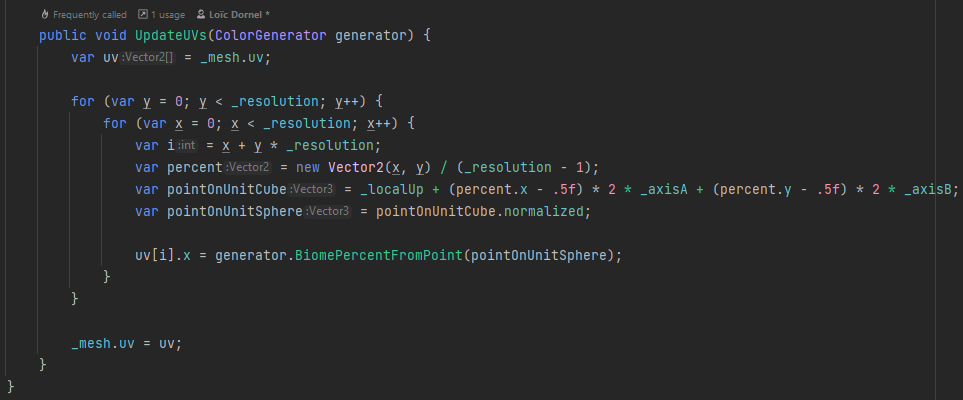 Frequently called 1 usage Loïc Dornel *
public void UpdateUVs(ColorGenerator generator) {
var uv :Vector2[] = _mesh.uv;
for (var y = 0; y < _resolution; y++) {
for (var x = 0; x < _resolution; x++) {
var i :int = x + y * _resolution;
var percent :Vector2 = new Vector2(x, y) / (_resolution - 1);
var pointOnUnitCube :Vector3 = _localUp + (percent.x - .5f) * 2 * _axisA + (percent.y - .5f) * 2 * _axisB;
var pointOnUnitSphere :Vector3 = pointOnUnitCube.normalized;
uv[i].x = generator.BiomePercentFromPoint(pointOnUnitSphere);
}
}
_mesh.uv = uv;
}
}